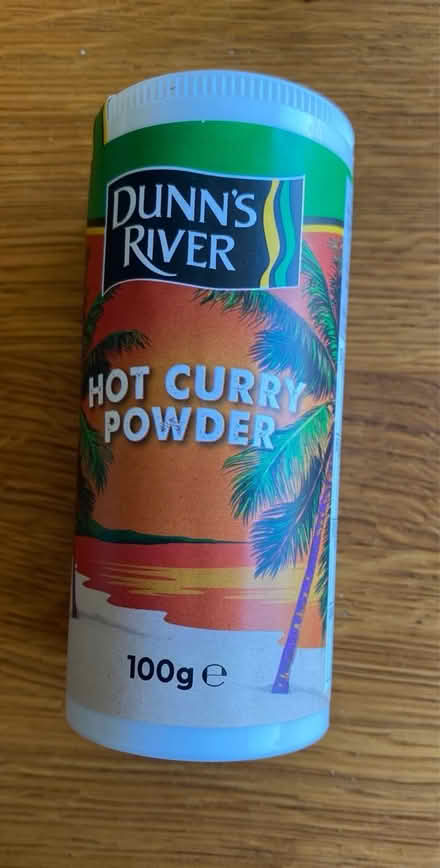 DUNN'S
RIVER
HOT CURRY
POWDER
100g ℮